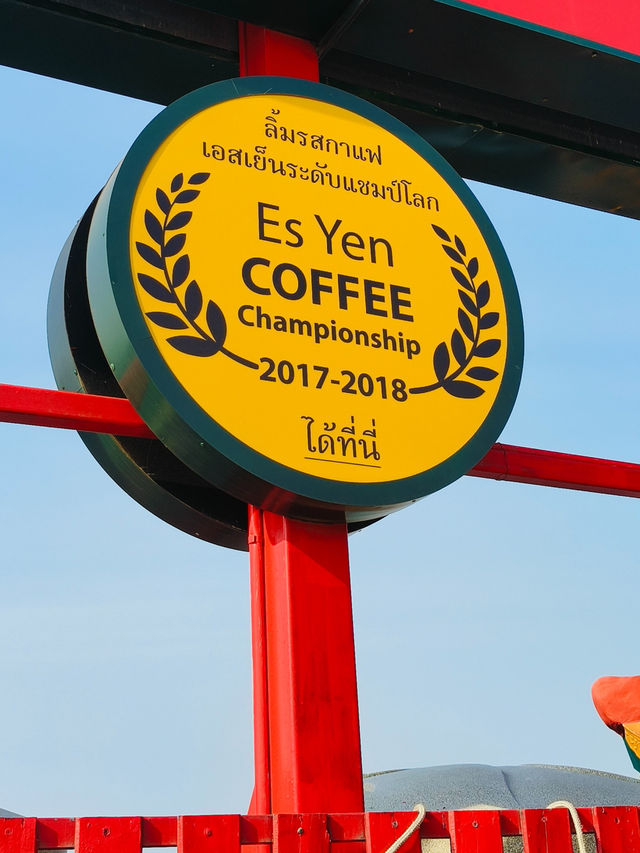 ลิ้มรสกาแฟ
เอสเย็นระดับแชมป์โลก
Es Yen
COFFEE
Championship
2017-2018
ได้ที่นี่